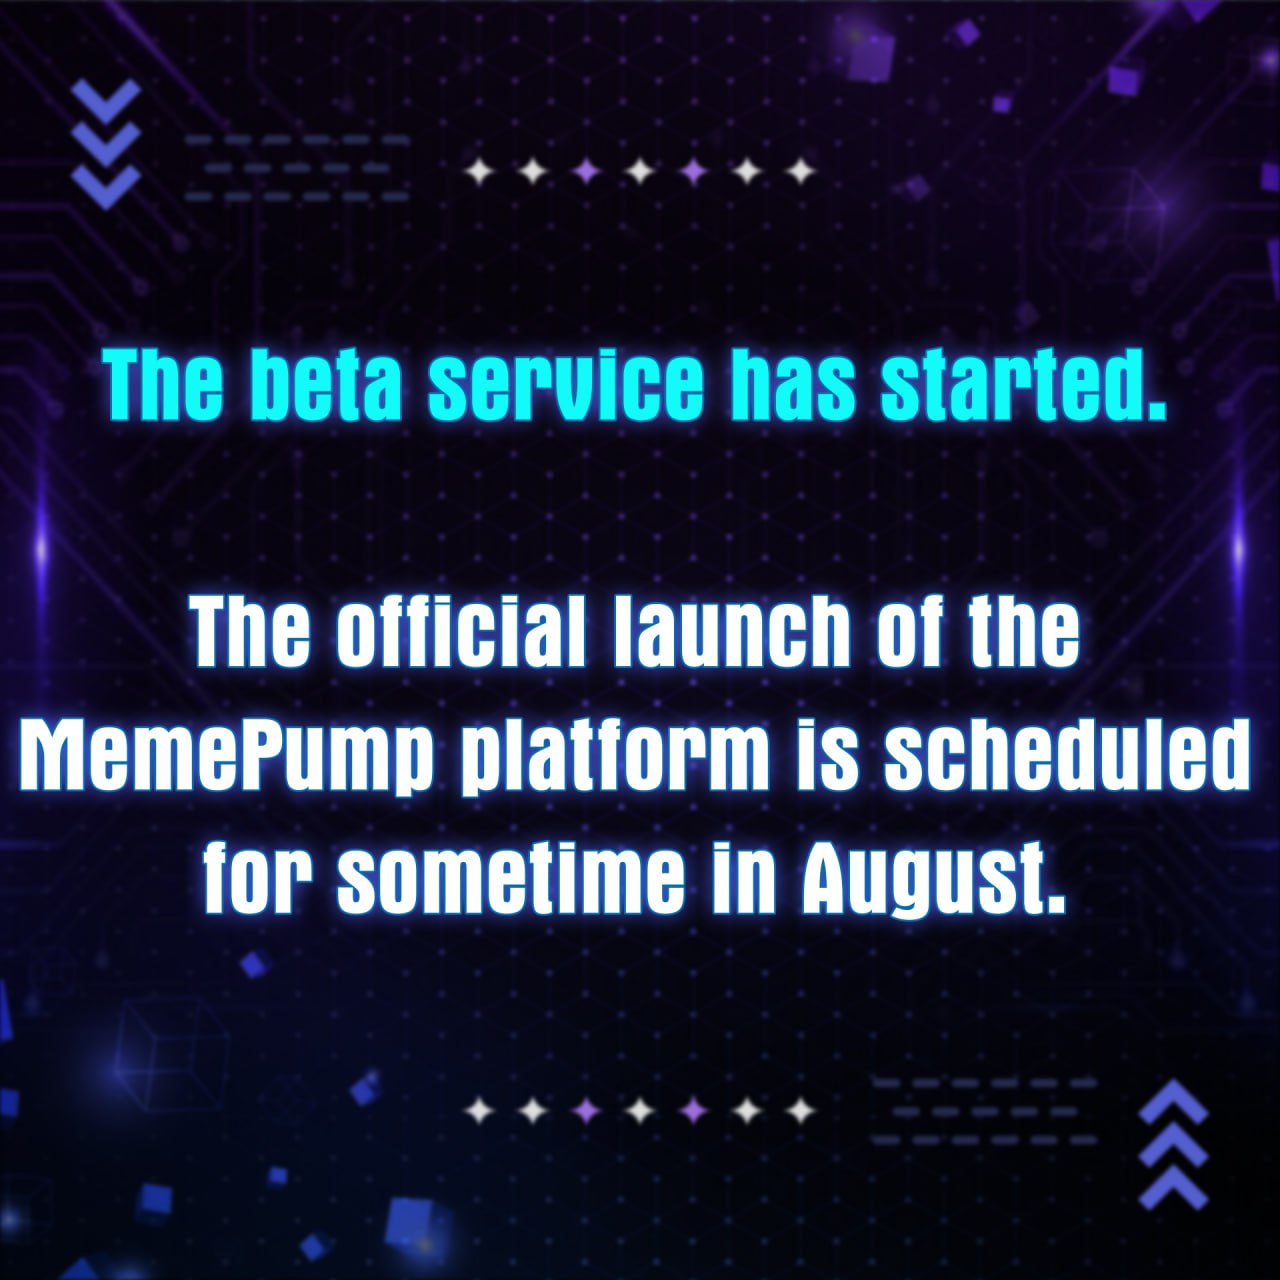 The beta service has started.
The official launch of the
MemePump platform is scheduled
for sometime in August.